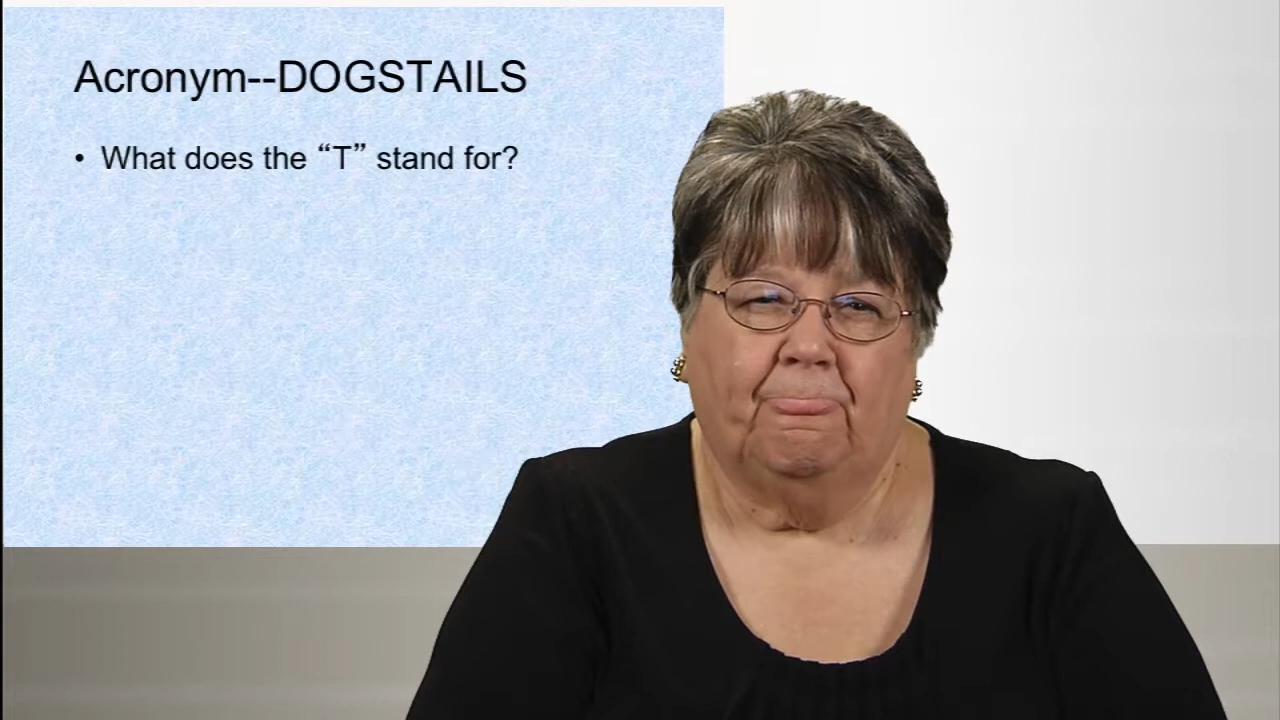 Acronym--DOGSTAILS
• What does the “T” stand for?